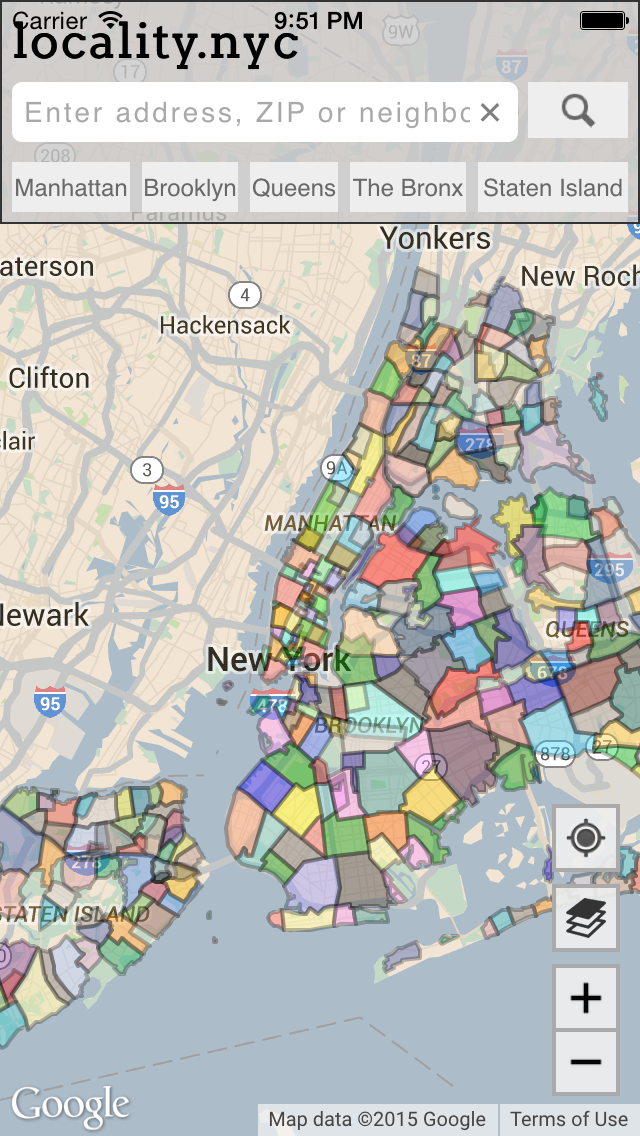 Carrier 9:51 PM
locality.nyc
9W
17
87
Enter address, ZIP or neighbo
208
Manhattan Brooklyn Queens The Bronx Staten Island
Paramus
Yonkers
aterson
New Roch
4
Hackensack
87
Clifton
lair
278
3
9A
95
MANHATTAN
295
Newark
QUEENS
New York
678
95
478
BROOKLYN
27
878
27
278
STATEN ISLAND
+
−
Google
Map data ©2015 Google
Terms of Use